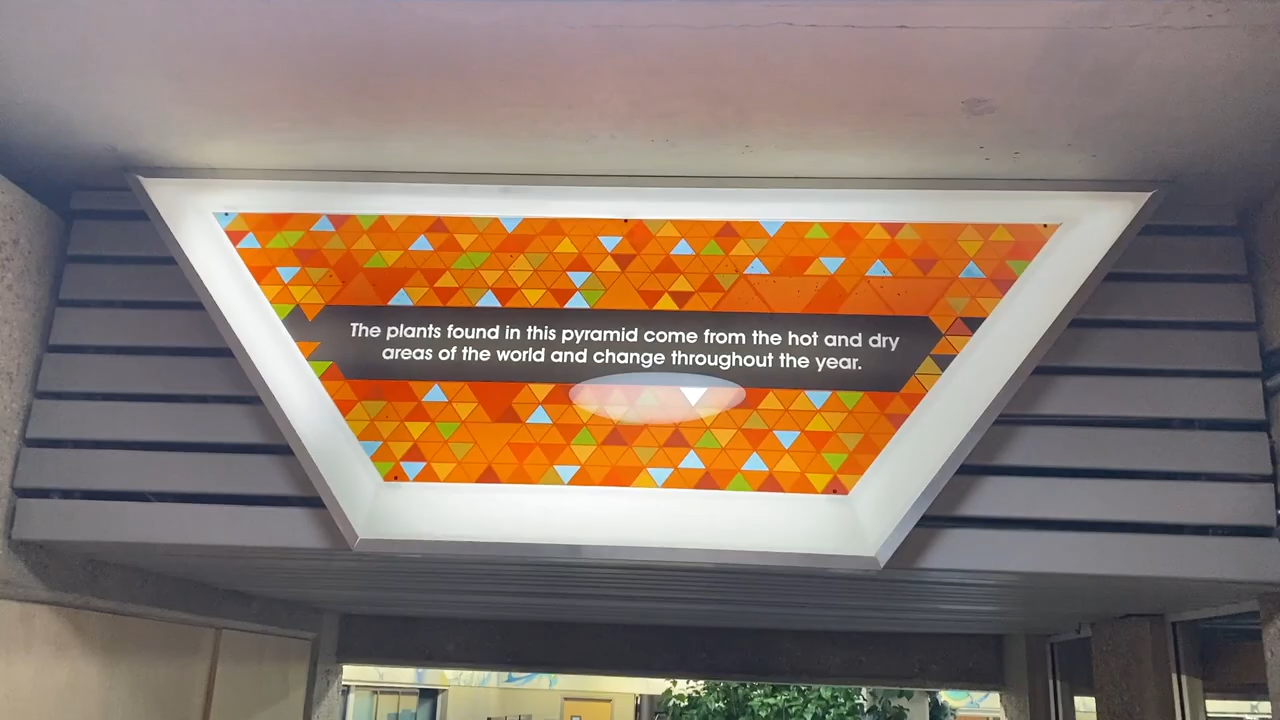 The plants found in this pyramid come from the hot and dry
areas of the world and change throughout the year.